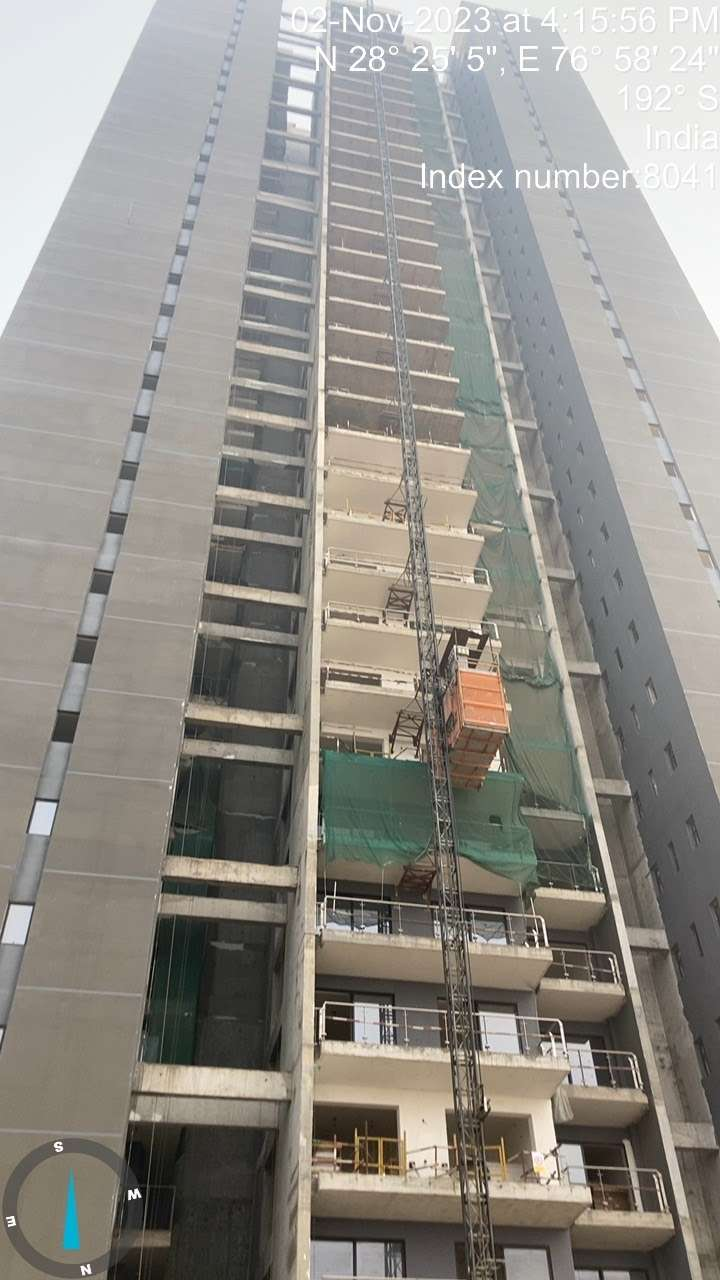 02-Nov-2023 at 4:15:56 PM
N 28° 25' 5", E 76° 58' 24"
192° S
India
Index number:8041
S
W
E
N